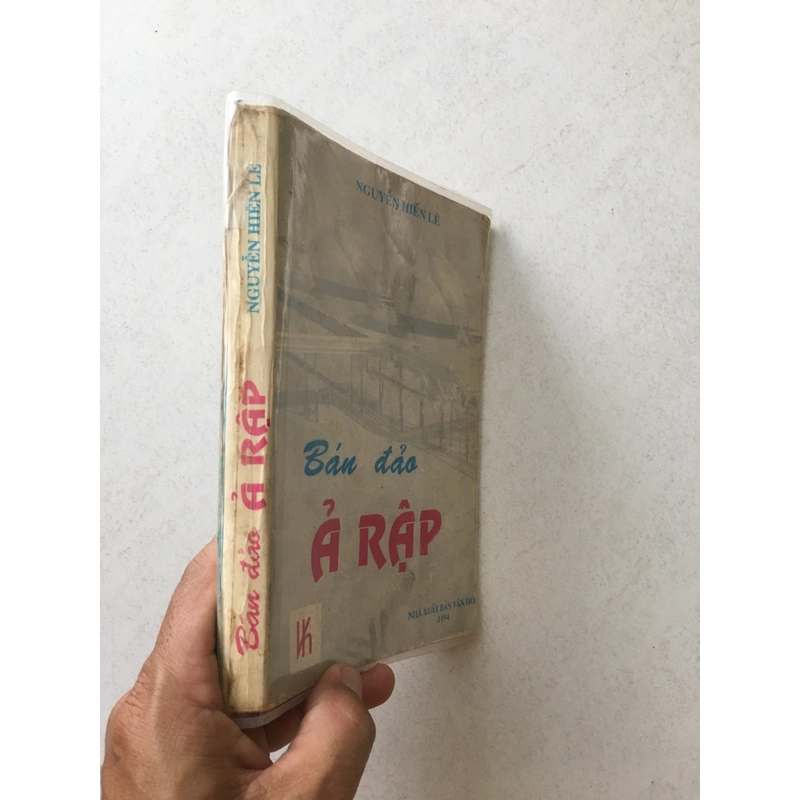 NGUYỄN HIẾN LÊ
Bán đảo
Ả RẬP
NHÀ XUẤT BẢN VĂN HÓA
1994
NGUYỄN HIẾN LÊ
Bán đảo Ả RẬP